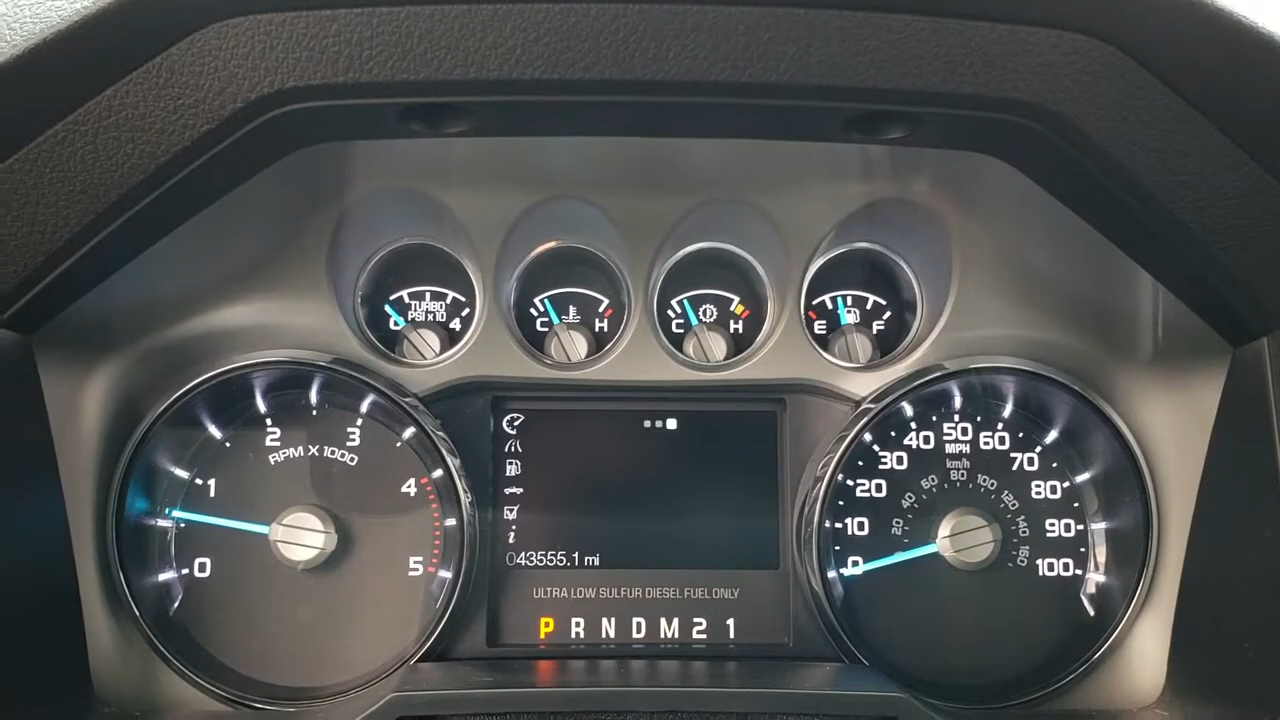 TURBO
PSI x 10
0 4
C H
C H
E F
0 1 2 3 4 5
RPM X 1000
0 10 20 30 40 50 60 70 80 90 100
MPH
km/h
20 40 60 80 100 120 140 160
i
043555.1 mi
ULTRA LOW SULFUR DIESEL FUEL ONLY
P R N D M 2 1